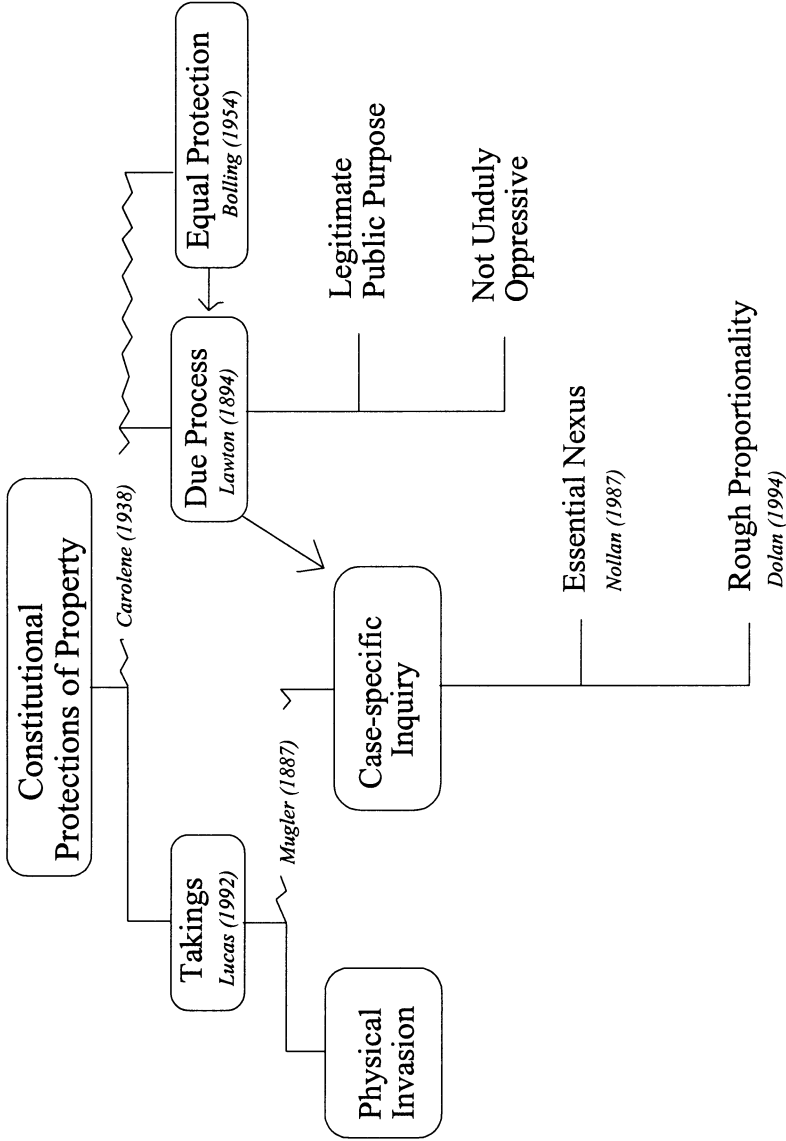 Constitutional
Protections of Property
Carolene (1938)
Takings
Lucas (1992)
Due Process
Lawton (1894)
Equal Protection
Bolling (1954)
Mugler (1887)
Physical
Invasion
Case-specific
Inquiry
Legitimate
Public Purpose
Not Unduly
Oppressive
Essential Nexus
Nollan (1987)
Rough Proportionality
Dolan (1994)